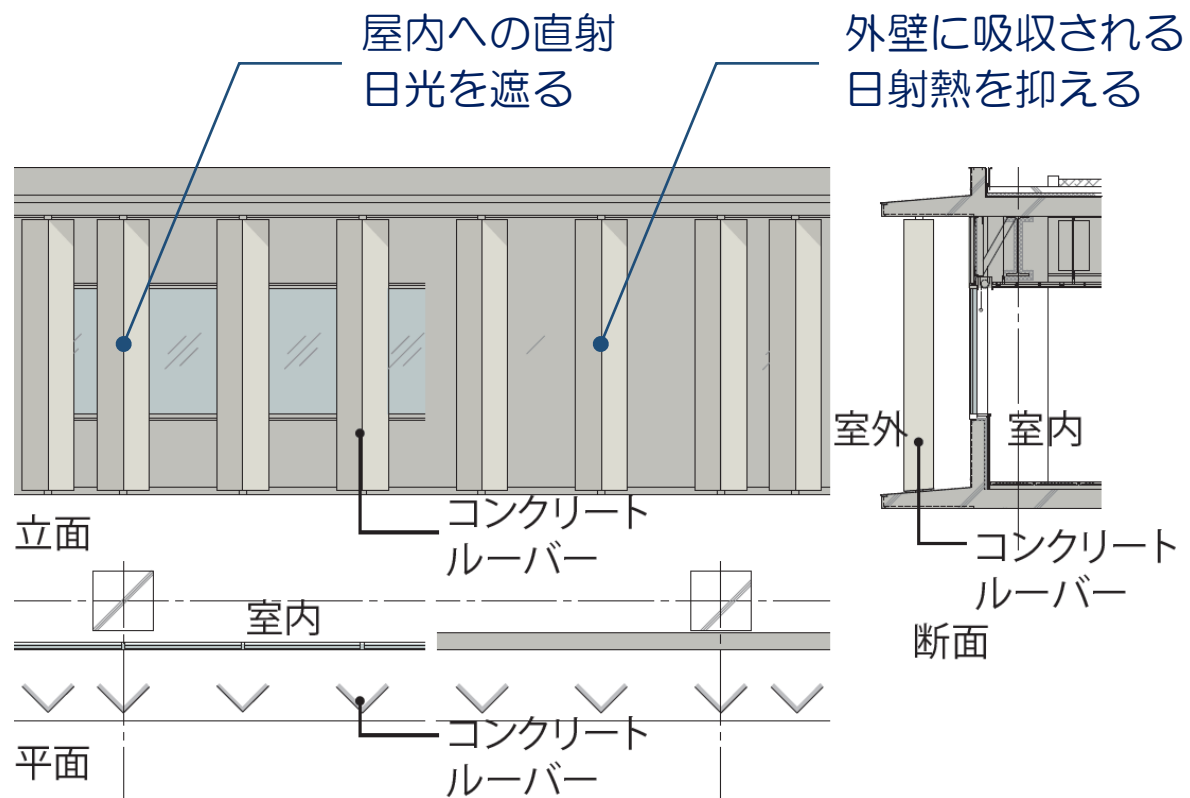 屋内への直射
日光を遮る
外壁に吸収される
日射熱を抑える
室外
室内
コンクリート
ルーバー
立面
コンクリート
ルーバー
断面
室内
コンクリート
ルーバー
平面